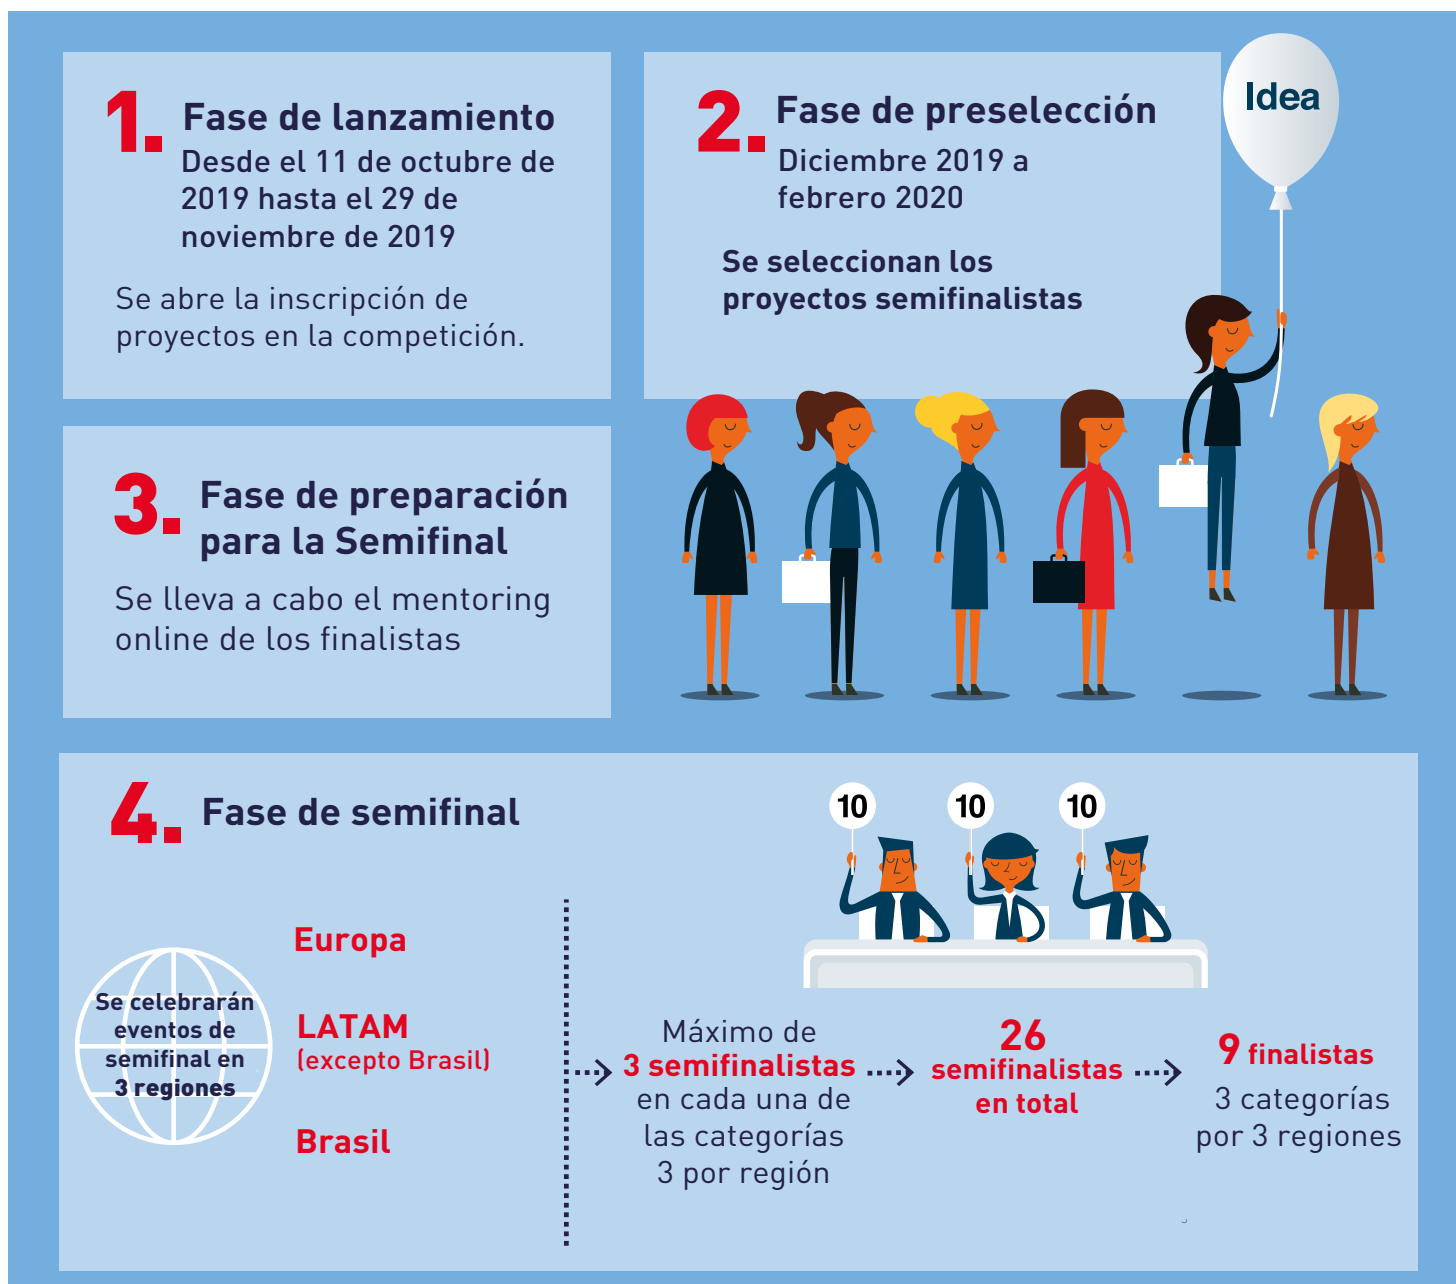 1. Fase de lanzamiento
Desde el 11 de octubre de
2019 hasta el 29 de
noviembre de 2019
Se abre la inscripción de
proyectos en la competición.
2. Fase de preselección
Diciembre 2019 a
febrero 2020
Se seleccionan los
proyectos semifinalistas
Idea
3. Fase de preparación
para la Semifinal
Se lleva a cabo el mentoring
online de los finalistas
4. Fase de semifinal
10 10 10
Se celebrarán
eventos de
semifinal en
3 regiones
Europa
LATAM
(excepto Brasil)
Brasil
Máximo de
3 semifinalistas
en cada una de
las categorías
3 por región
26
semifinalistas
en total
9 finalistas
3 categorías
por 3 regiones